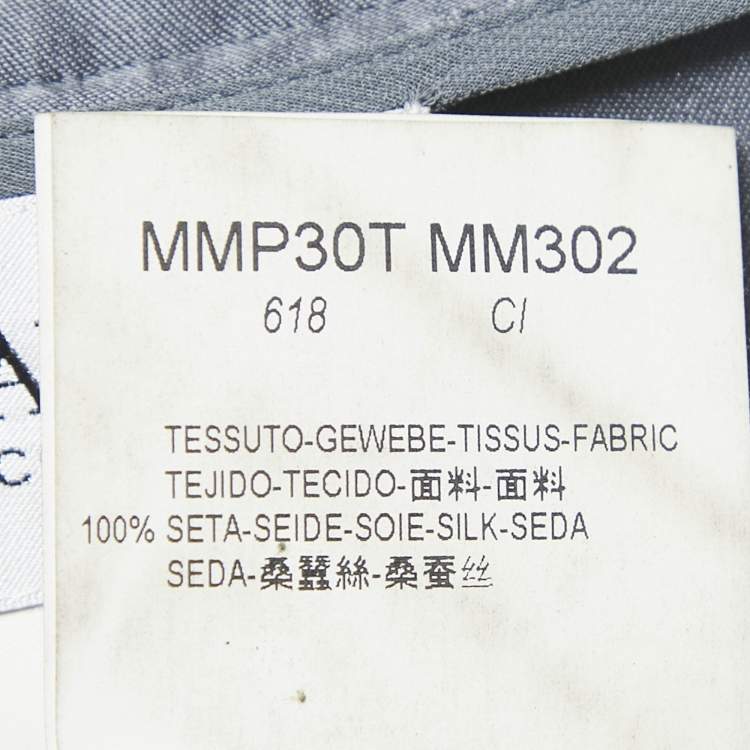 MMP30T MM302
618 CI
TESSUTO-GEWEBE-TISSUS-FABRIC
TEJIDO-TECIDO-面料-面料
100% SETA-SEIDE-SOIE-SILK-SEDA
SEDA-桑蠶絲-桑蚕丝